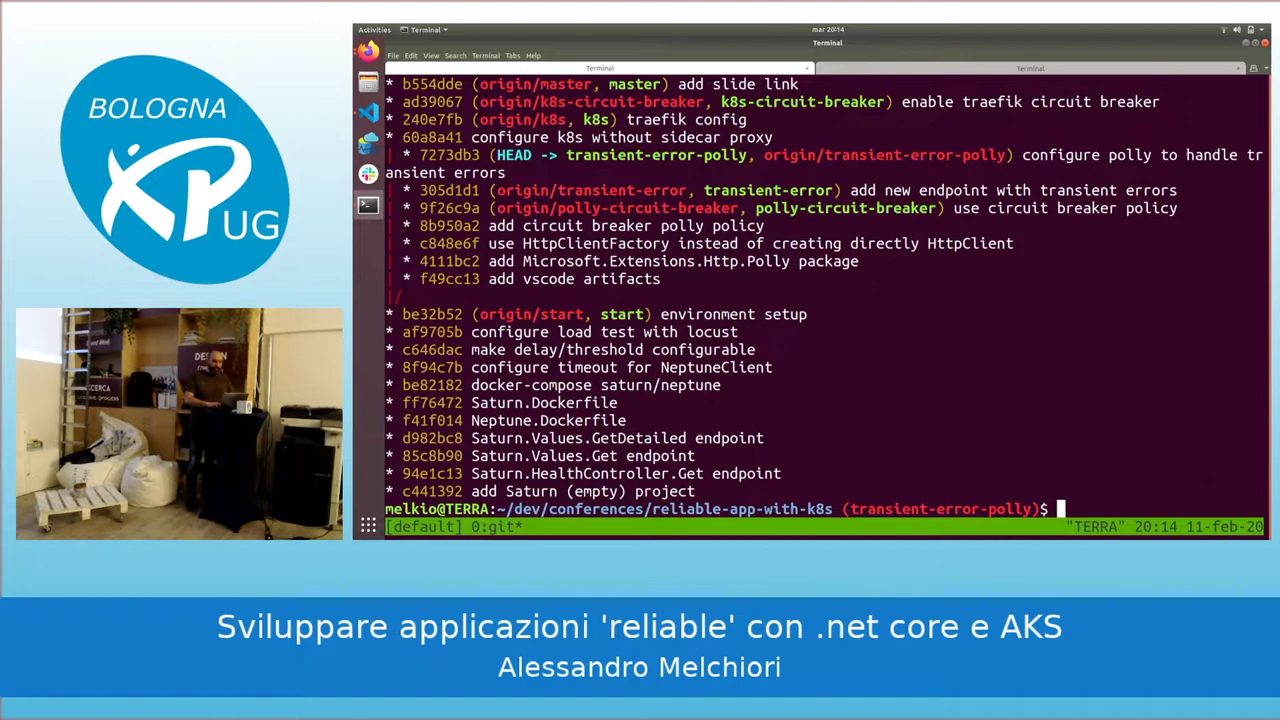 BOLOGNA
XP
UG
Activities
Terminal
mar 20:14
Terminal
File Edit View Search Terminal Tabs Help
Terminal
Terminal
* b554dde (origin/master, master) add slide link
* ad39067 (origin/k8s-circuit-breaker, k8s-circuit-breaker) enable traefik circuit breaker
* 240e7fb (origin/k8s, k8s) traefik config
* 60a8a41 configure k8s without sidecar proxy
| * 7273db3 (HEAD -> transient-error-polly, origin/transient-error-polly) configure polly to handle tr
ansient errors
| * 305d1d1 (origin/transient-error, transient-error) add new endpoint with transient errors
| * 9f26c9a (origin/polly-circuit-breaker, polly-circuit-breaker) use circuit breaker policy
| * 8b950a2 add circuit breaker polly policy
| * c848e6f use HttpClientFactory instead of creating directly HttpClient
| * 4111bc2 add Microsoft.Extensions.Http.Polly package
| * f49cc13 add vscode artifacts
|/
* be32b52 (origin/start, start) environment setup
* af9705b configure load test with locust
* c646dac make delay/threshold configurable
* 8f94c7b configure timeout for NeptuneClient
* be82182 docker-compose saturn/neptune
* ff76472 Saturn.Dockerfile
* f41f014 Neptune.Dockerfile
* d982bc8 Saturn.Values.GetDetailed endpoint
* 85c8b90 Saturn.Values.Get endpoint
* 94e1c13 Saturn.HealthController.Get endpoint
* c441392 add Saturn (empty) project
melkio@TERRA:~/dev/conferences/reliable-app-with-k8s (transient-error-polly)$
[default] 0:git*
"TERRA" 20:14 11-feb-20
Sviluppare applicazioni 'reliable' con .net core e AKS
Alessandro Melchiori